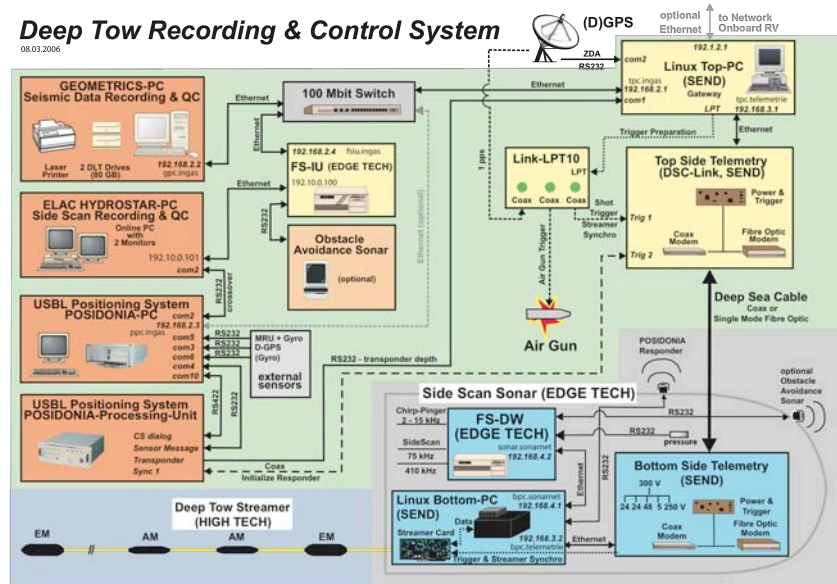 Deep Tow Recording & Control System
08.03.2006
(D)GPS
optional
Ethernet
to Network
Onboard RV
ZDA
RS232
com2
192.1.2.1
Linux Top-PC
(SEND)
Gateway
tpc.ingas
192.168.2.1
com1
LPT
tpc.telemetrie
192.168.3.1
GEOMETRICS-PC
Seismic Data Recording & QC
Laser
Printer
2 DLT Drives
(80 GB)
192.168.2.2
gpc.ingas
Ethernet
100 Mbit Switch
Ethernet
Ethernet
192.168.2.4 fsiu.ingas
FS-IU (EDGE TECH)
192.10.0.100
Ethernet
RS232
Ethernet (optional)
1 pps
Trigger Preparation
Ethernet
Link-LPT10
LPT
Coax
Coax
Coax
Shot
Trigger
Streamer
Synchro
Air Gun Trigger
Air Gun
Top Side Telemetry
(DSC-Link, SEND)
Power &
Trigger
Trig 1
Trig 2
Coax
Modem
Fibre Optic
Modem
ELAC HYDROSTAR-PC
Side Scan Recording & QC
Online PC
with
2 Monitors
192.10.0.101
com2
RS232
crossover
Obstacle
Avoidance Sonar
(optional)
USBL Positioning System
POSIDONIA-PC
ppc.ingas
com2
192.168.2.3
com5
com3
com6
com4
com10
RS232
RS232
RS232
MRU + Gyro
D-GPS
(Gyro)
external
sensors
RS422
RS232
RS232 - transponder depth
USBL Positioning System
POSIDONIA-Processing-Unit
CS dialog
Sensor Message
Transponder
Sync 1
Coax
Initialize Responder
Deep Sea Cable
Coax or
Single Mode Fibre Optic
POSIDONIA
Responder
optional
Obstacle
Avoidance
Sonar
Side Scan Sonar (EDGE TECH)
Chirp-Pinger
2 - 15 kHz
SideScan
75 kHz
410 kHz
FS-DW
(EDGE TECH)
sonar.sonarnet
192.168.4.2
RS232
RS232
pressure
Ethernet
RS232
Bottom Side Telemetry
(SEND)
300 V
24 24 48 5 250 V
Power &
Trigger
Coax
Modem
Fibre Optic
Modem
Linux Bottom-PC
(SEND)
bpc.sonarnet
192.168.4.1
Data
Streamer Card
192.168.3.2
bpc.telemetrie
Ethernet
Trigger & Streamer Synchro
Deep Tow Streamer
(HIGH TECH)
EM
//
AM
AM
EM